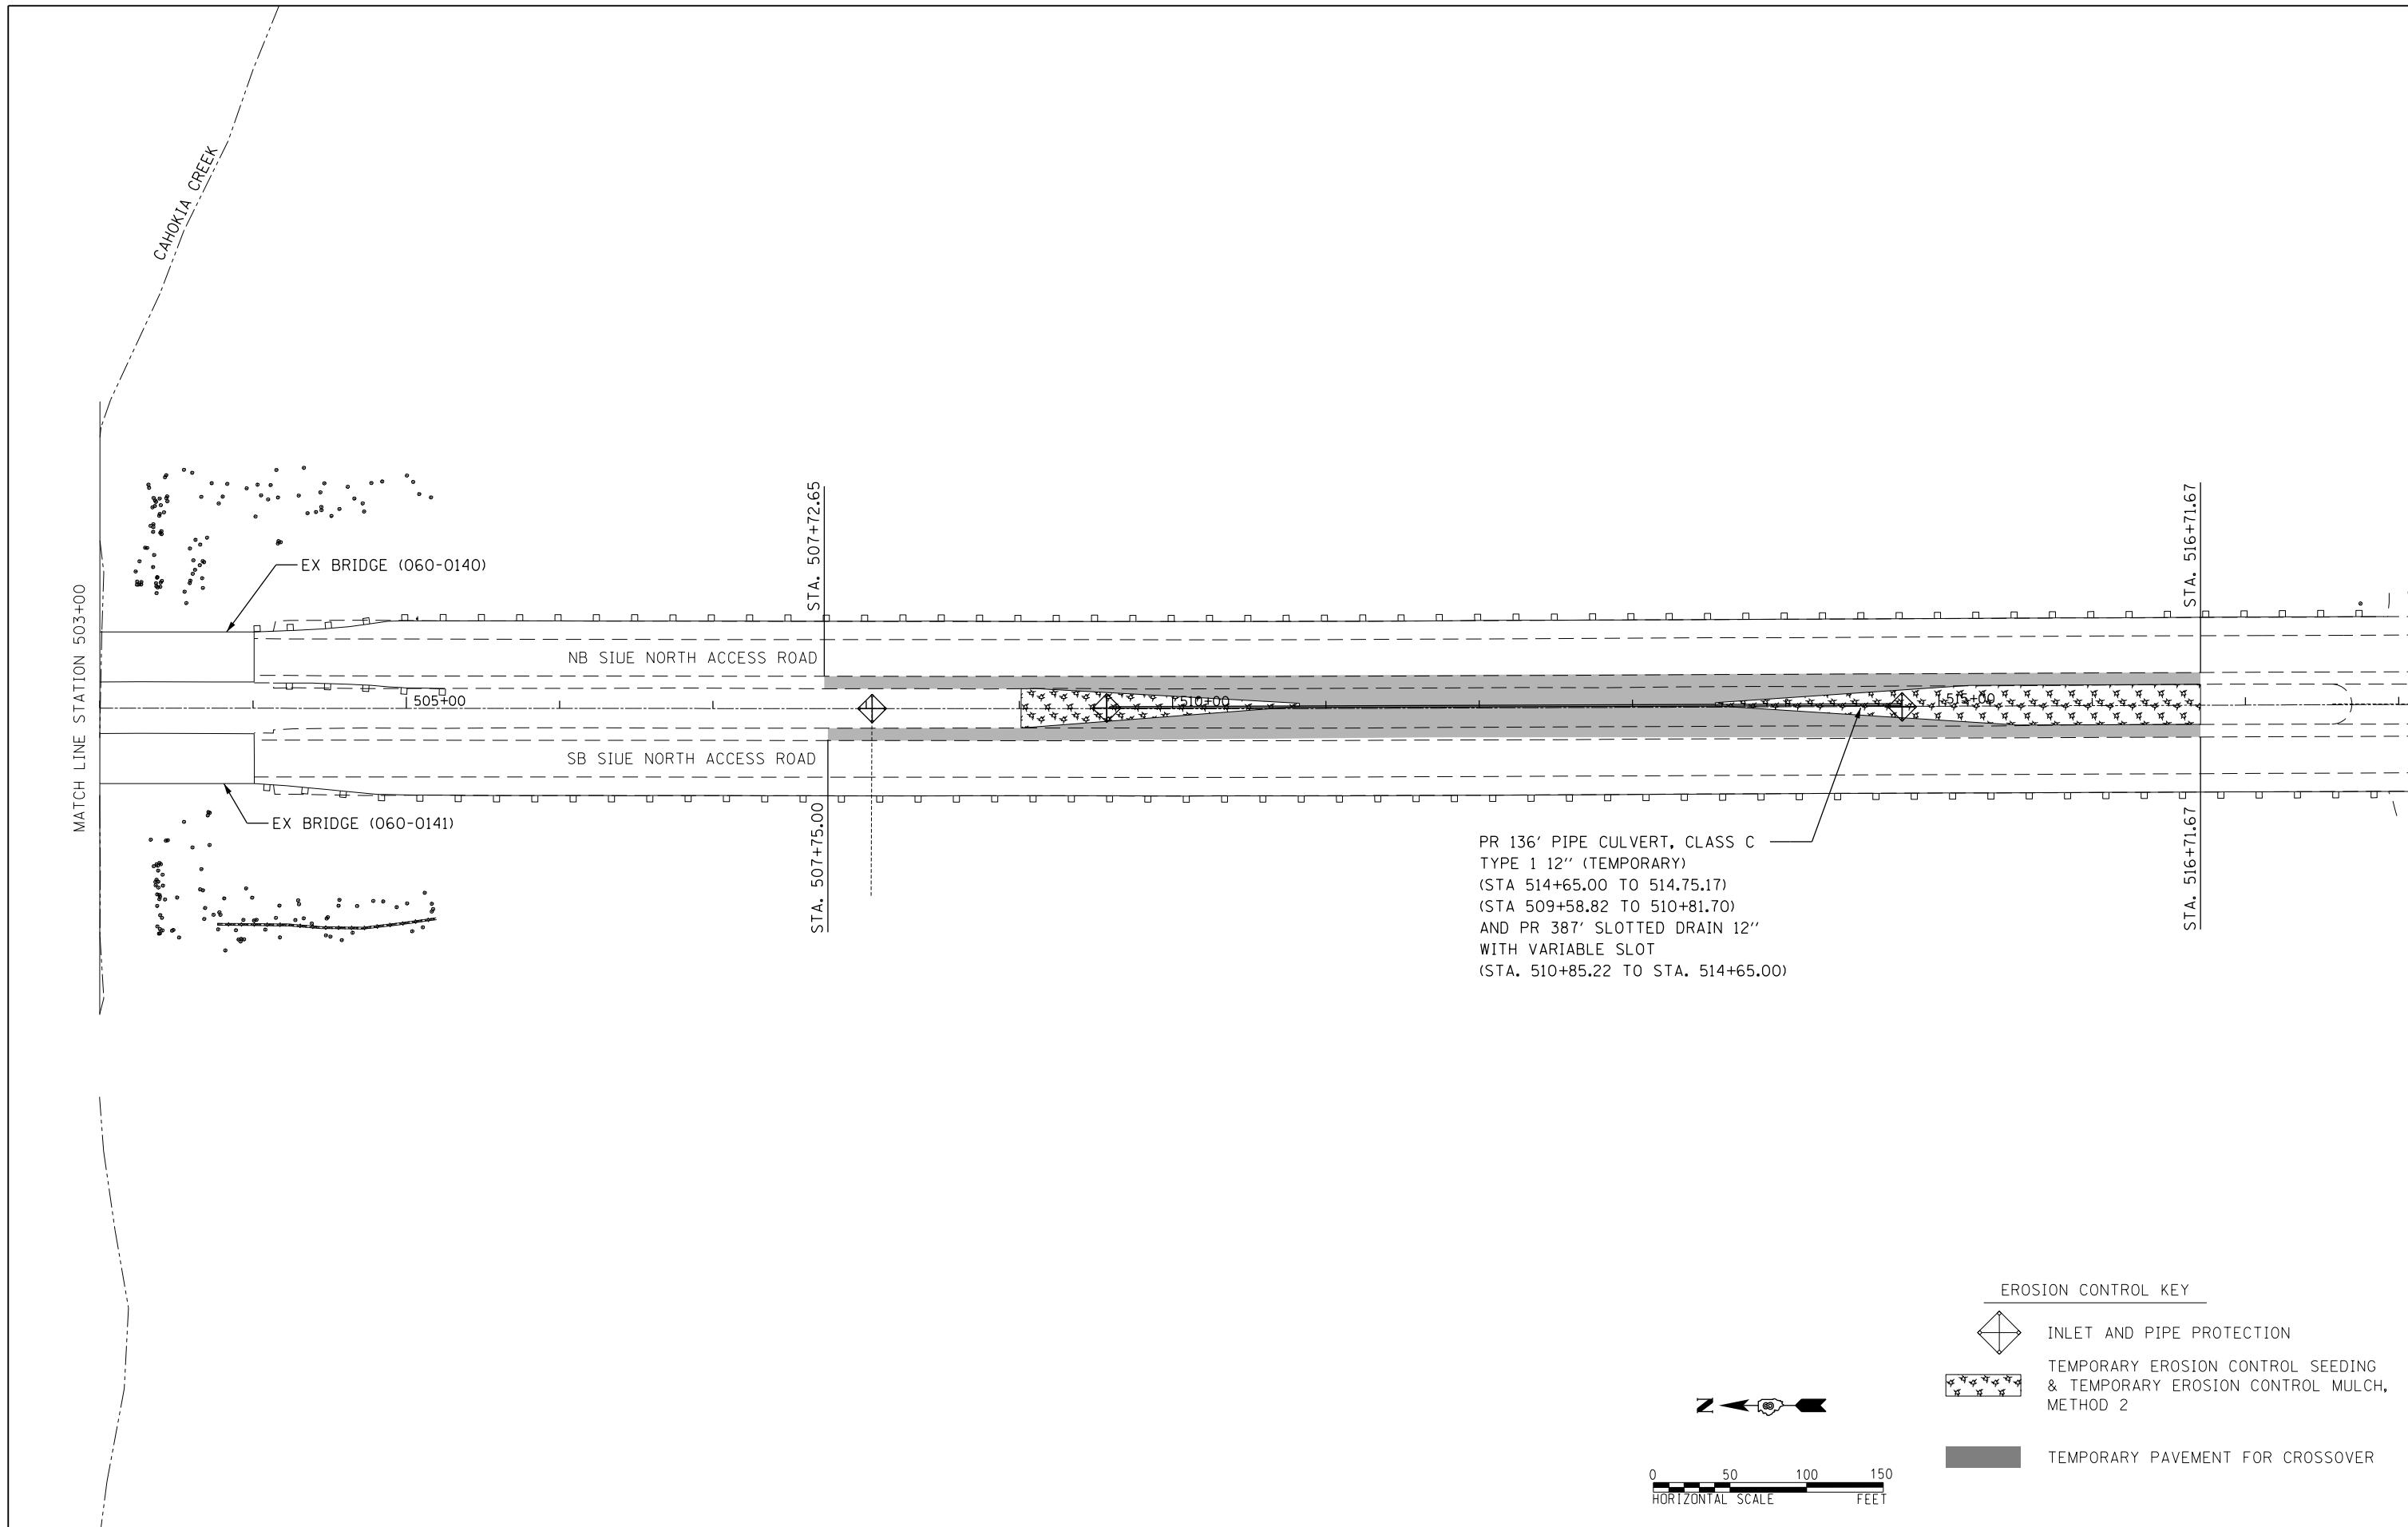 CAHOKIA CREEK
MATCH LINE STATION 503+00
EX BRIDGE (060-0140)
STA. 507+72.65
STA. 516+71.67
NB SIUE NORTH ACCESS ROAD
505+00
510+00
515+00
SB SIUE NORTH ACCESS ROAD
EX BRIDGE (060-0141)
STA. 507+75.00
STA. 516+71.67
PR 136' PIPE CULVERT, CLASS C
TYPE 1 12'' (TEMPORARY)
(STA 514+65.00 TO 514.75.17)
(STA 509+58.82 TO 510+81.70)
AND PR 387' SLOTTED DRAIN 12''
WITH VARIABLE SLOT
(STA. 510+85.22 TO STA. 514+65.00)
EROSION CONTROL KEY
INLET AND PIPE PROTECTION
TEMPORARY EROSION CONTROL SEEDING
& TEMPORARY EROSION CONTROL MULCH,
METHOD 2
TEMPORARY PAVEMENT FOR CROSSOVER
N
0 50 100 150
HORIZONTAL SCALE FEET